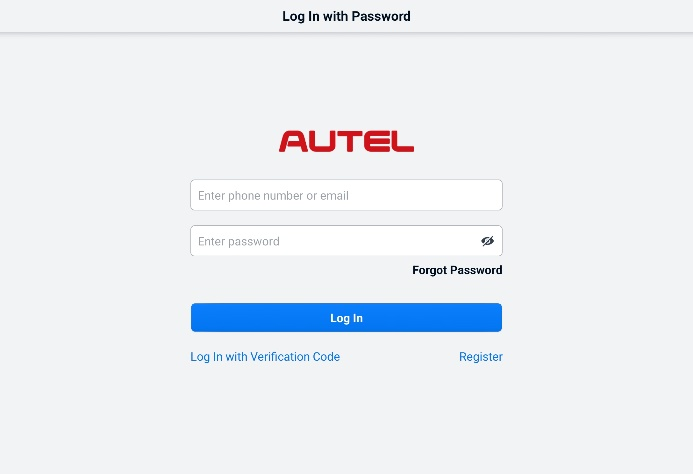 Log In with Password
AUTEL
Enter phone number or email
Enter password
Forgot Password
Log In
Log In with Verification Code
Register